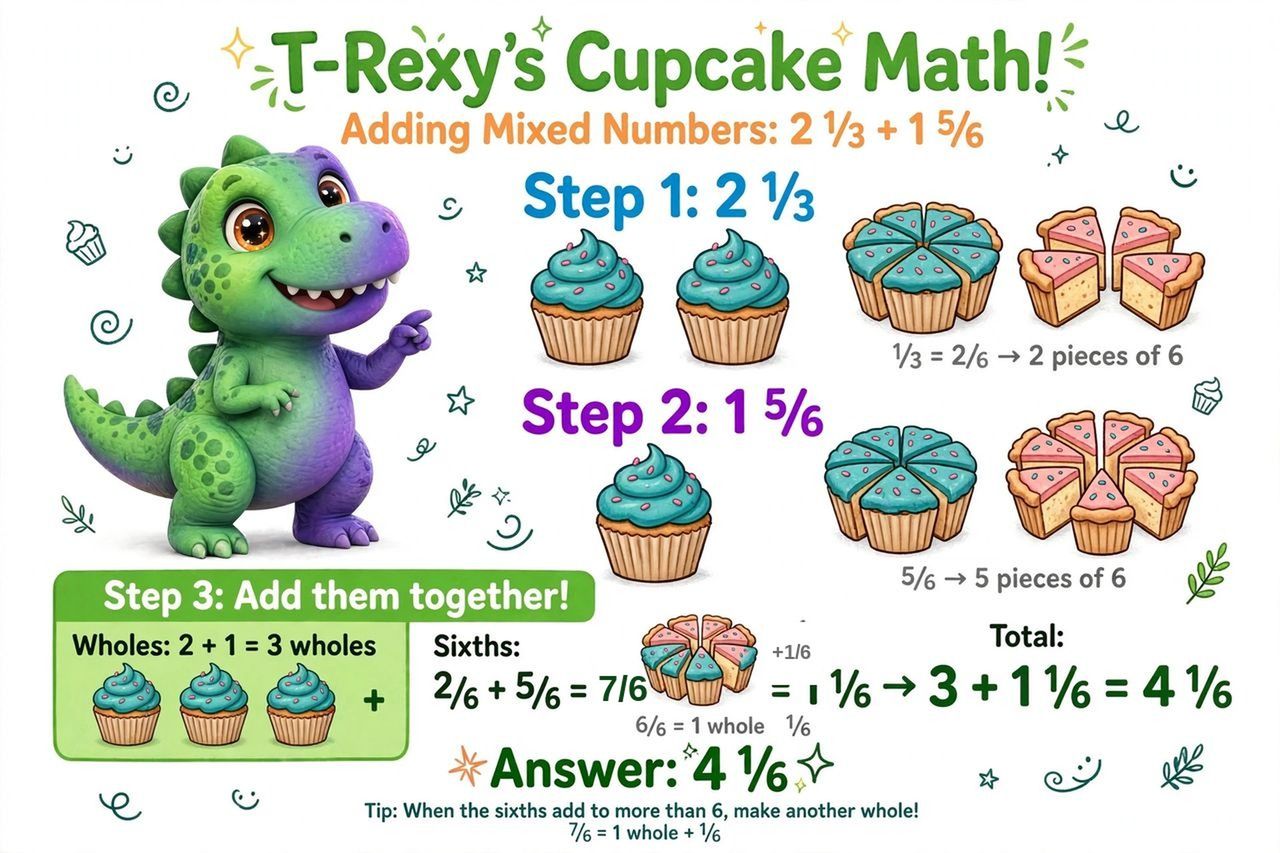 T-Rexy's Cupcake Math!
Adding Mixed Numbers: 2 1/3 + 1 5/6
Step 1: 2 1/3
1/3 = 2/6 → 2 pieces of 6
Step 2: 1 5/6
5/6 → 5 pieces of 6
Step 3: Add them together!
Wholes: 2 + 1 = 3 wholes
+
Sixths:
2/6 + 5/6 = 7/6
6/6 = 1 whole
+1/6
= 1 1/6
1/6
Total:
→ 3 + 1 1/6 = 4 1/6
Answer: 4 1/6
Tip: When the sixths add to more than 6, make another whole!
7/6 = 1 whole + 1/6